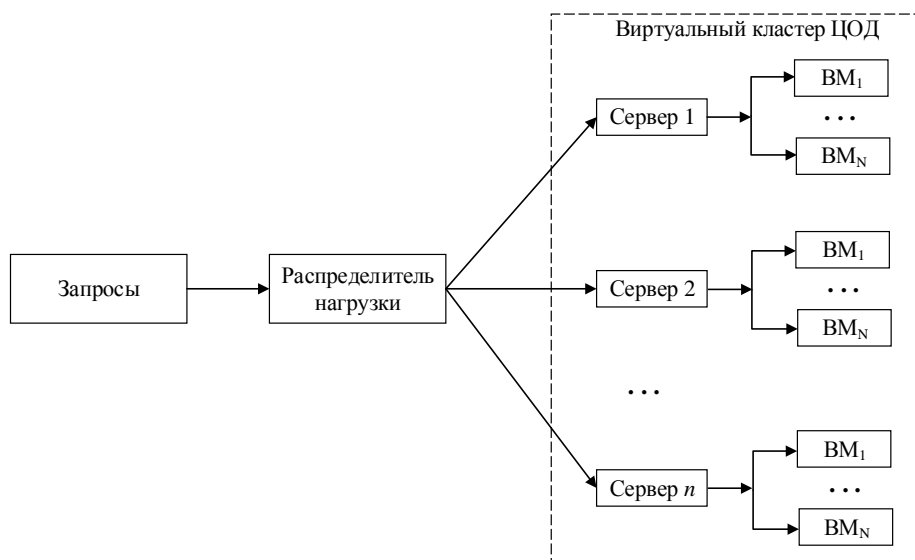 Виртуальный кластер ЦОД
ВМ1
Сервер 1
...
ВМN
Запросы
Распределитель
нагрузки
ВМ1
Сервер 2
...
ВМN
...
ВМ1
Сервер n
...
ВМN